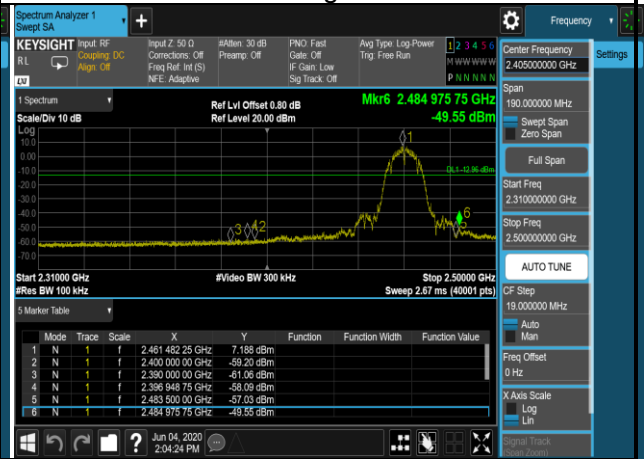 Spectrum Analyzer 1
Swept SA
Frequency
KEYSIGHT Input: RF
RL Coupling: DC
Align: Off
LXI
Input Z: 50 Ω
Corrections: Off
Freq Ref: Int (S)
NFE: Adaptive
#Atten: 30 dB
Preamp: Off
PNO: Fast
Gate: Off
IF Gain: Low
Sig Track: Off
Avg Type: Log-Power
Trig: Free Run
1 2 3 4 5 6
M W W W W W
P N N N N N
1 Spectrum
Scale/Div 10 dB
Ref Lvl Offset 0.80 dB
Ref Level 20.00 dBm
Mkr6 2.484 975 75 GHz
-49.55 dBm
Log
10.0
0.00
-10.0
-20.0
-30.0
-40.0
-50.0
-60.0
-70.0
1
DL1 -12.96 dBm
3
4
2
6
Start 2.31000 GHz
#Res BW 100 kHz
#Video BW 300 kHz
Stop 2.50000 GHz
Sweep 2.67 ms (40001 pts)
5 Marker Table
Mode Trace Scale X Y Function Function Width Function Value
1 N 1 f 2.461 482 25 GHz 7.188 dBm
2 N 1 f 2.400 000 00 GHz -59.20 dBm
3 N 1 f 2.390 000 00 GHz -61.06 dBm
4 N 1 f 2.396 948 75 GHz -58.09 dBm
5 N 1 f 2.483 500 00 GHz -57.03 dBm
6 N 1 f 2.484 975 75 GHz -49.55 dBm
Jun 04, 2020
2:04:24 PM
Center Frequency
2.405000000 GHz
Settings
Span
190.000000 MHz
Swept Span
Zero Span
Full Span
Start Freq
2.310000000 GHz
Stop Freq
2.500000000 GHz
AUTO TUNE
CF Step
19.000000 MHz
Auto
Man
Freq Offset
0 Hz
X Axis Scale
Log
Lin
Signal Track
(Span Zoom)